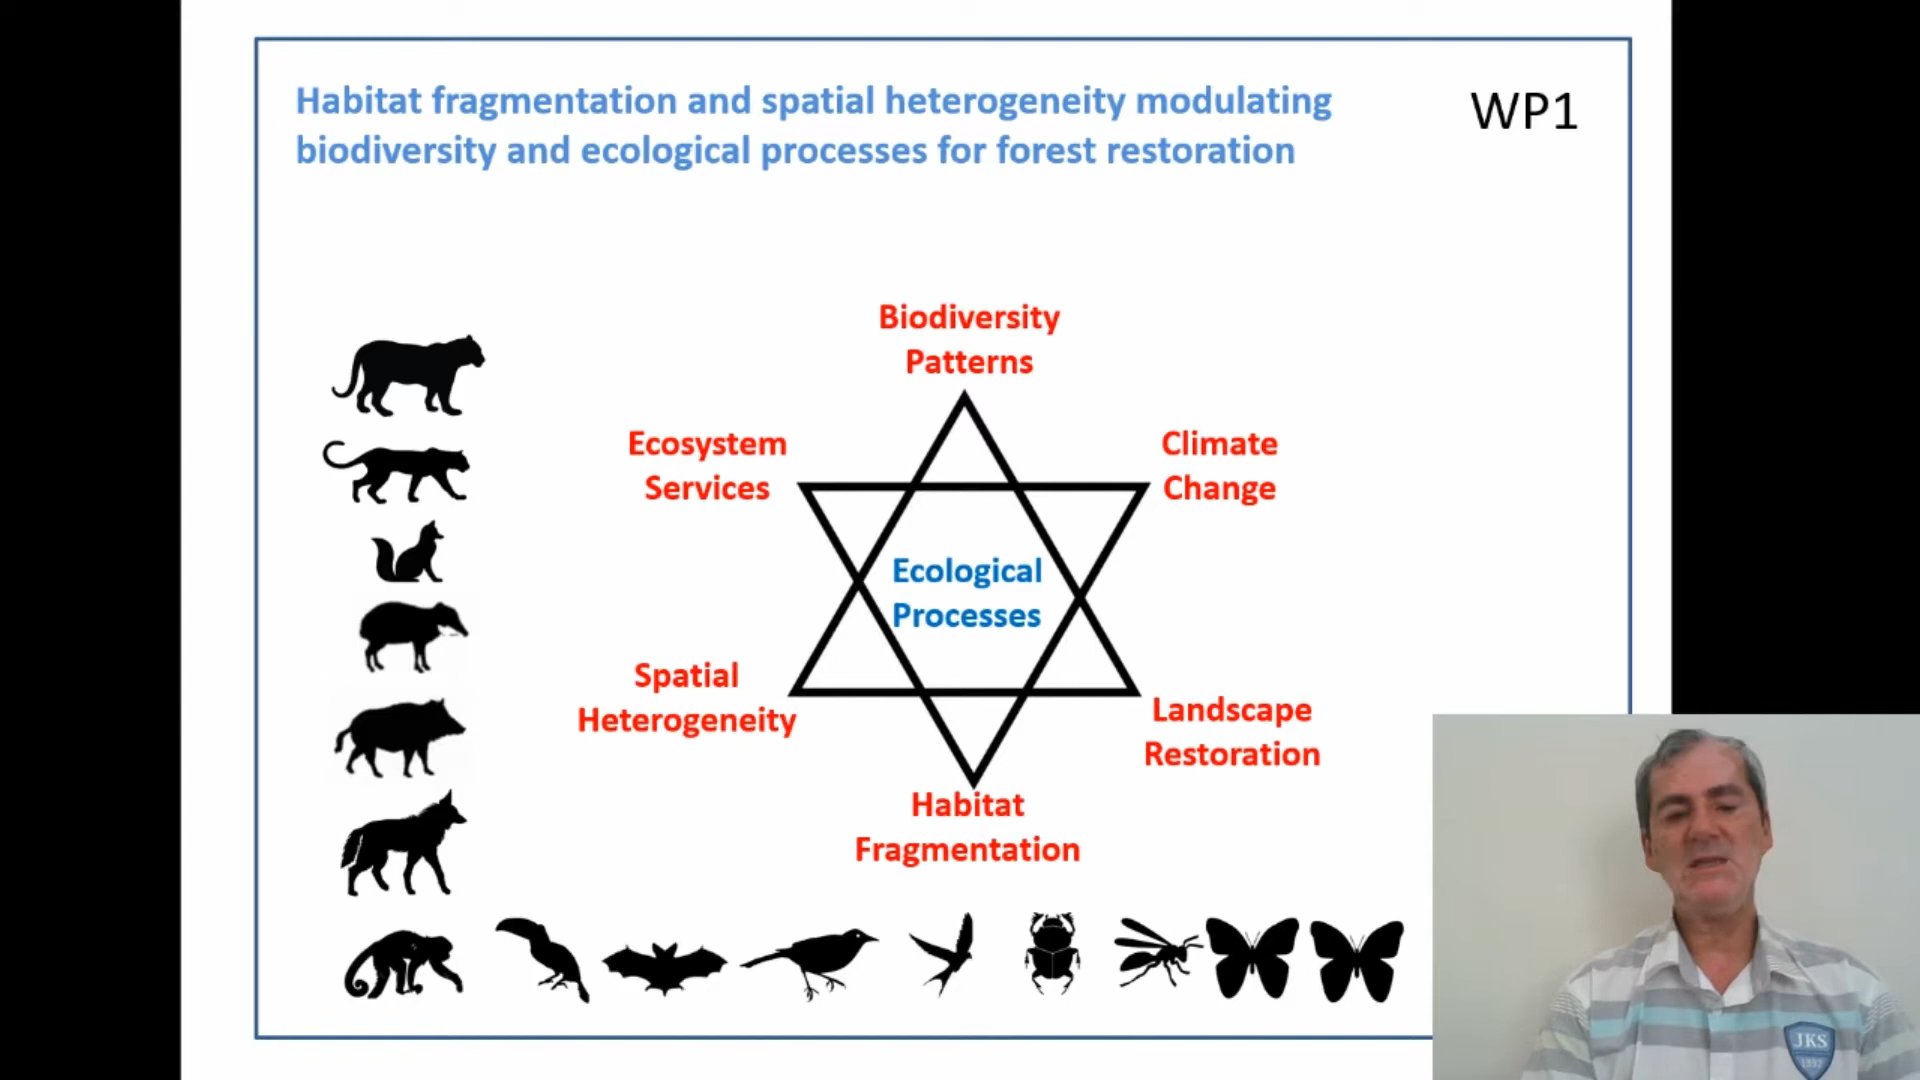 Habitat fragmentation and spatial heterogeneity modulating
biodiversity and ecological processes for forest restoration
WP1
Biodiversity
Patterns
Ecosystem
Services
Climate
Change
Ecological
Processes
Spatial
Heterogeneity
Landscape
Restoration
Habitat
Fragmentation
JKS
1992